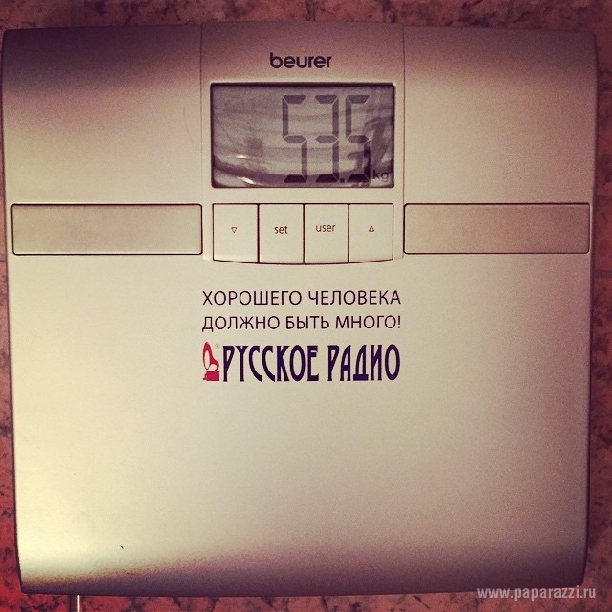 beurer
53.5 kg
▽ set user △
ХОРОШЕГО ЧЕЛОВЕКА
ДОЛЖНО БЫТЬ МНОГО!
РУССКОЕ РАДИО
www.paparazzi.ru